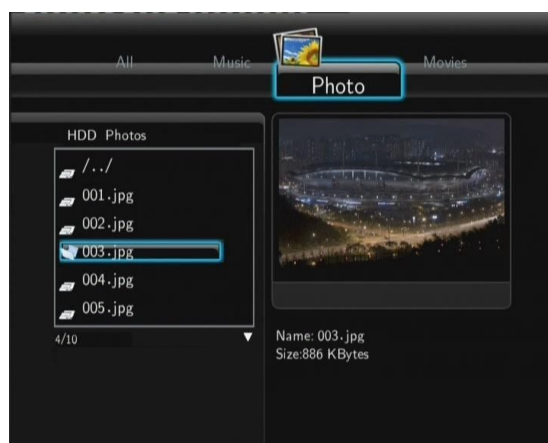 All Music Photo Movies
HDD Photos
/../
001.jpg
002.jpg
003.jpg
004.jpg
005.jpg
4/10
Name: 003.jpg
Size:886 KBytes